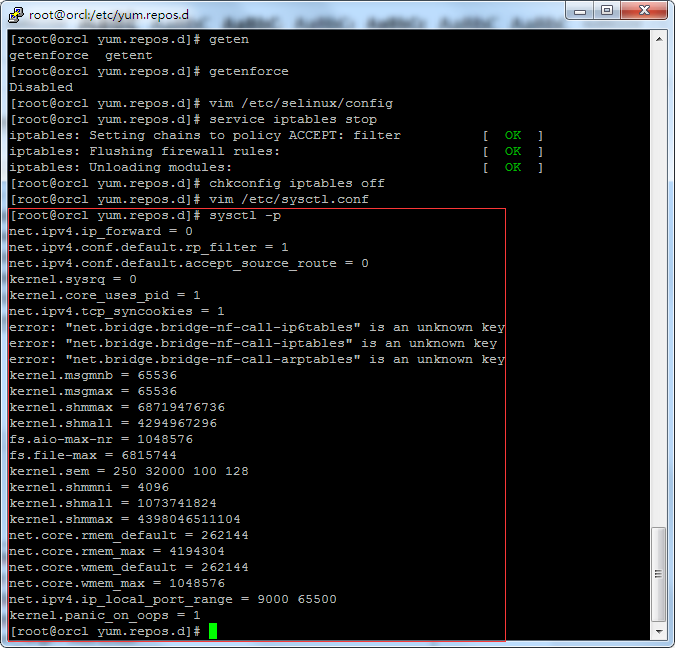 root@orcl:/etc/yum.repos.d
[root@orcl yum.repos.d]# geten
getenforce  getent
[root@orcl yum.repos.d]# getenforce
Disabled
[root@orcl yum.repos.d]# vim /etc/selinux/config
[root@orcl yum.repos.d]# service iptables stop
iptables: Setting chains to policy ACCEPT: filter          [  OK  ]
iptables: Flushing firewall rules:                         [  OK  ]
iptables: Unloading modules:                               [  OK  ]
[root@orcl yum.repos.d]# chkconfig iptables off
[root@orcl yum.repos.d]# vim /etc/sysctl.conf
[root@orcl yum.repos.d]# sysctl -p
net.ipv4.ip_forward = 0
net.ipv4.conf.default.rp_filter = 1
net.ipv4.conf.default.accept_source_route = 0
kernel.sysrq = 0
kernel.core_uses_pid = 1
net.ipv4.tcp_syncookies = 1
error: "net.bridge.bridge-nf-call-ip6tables" is an unknown key
error: "net.bridge.bridge-nf-call-iptables" is an unknown key
error: "net.bridge.bridge-nf-call-arptables" is an unknown key
kernel.msgmnb = 65536
kernel.msgmax = 65536
kernel.shmmax = 68719476736
kernel.shmall = 4294967296
fs.aio-max-nr = 1048576
fs.file-max = 6815744
kernel.sem = 250 32000 100 128
kernel.shmmni = 4096
kernel.shmall = 1073741824
kernel.shmmax = 4398046511104
net.core.rmem_default = 262144
net.core.rmem_max = 4194304
net.core.wmem_default = 262144
net.core.wmem_max = 1048576
net.ipv4.ip_local_port_range = 9000 65500
kernel.panic_on_oops = 1
[root@orcl yum.repos.d]#